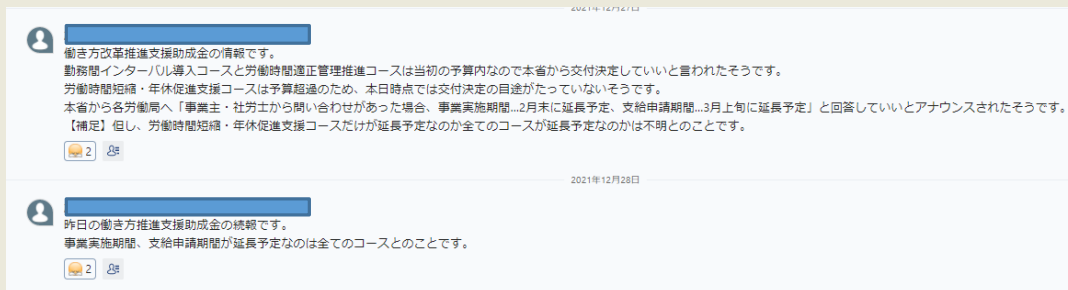 2021年12月27日
働き方改革推進支援助成金の情報です。
勤務間インターバル導入コースと労働時間適正管理推進コースは当初の予算内なので本省から交付決定していいと言われたそうです。
労働時間短縮・年休促進支援コースは予算超過のため、本日時点では交付決定の目途がたっていないそうです。
本省から各労働局へ「事業主・社労士から問い合わせがあった場合、事業実施期間...2月末に延長予定、支給申請期間...3月上旬に延長予定」と回答していいとアナウンスされたそうです。
【補足】但し、労働時間短縮・年休促進支援コースだけが延長予定なのか全てのコースが延長予定なのかは不明とのことです。
2
2021年12月28日
昨日の働き方推進支援助成金の続報です。
事業実施期間、支給申請期間が延長予定なのは全てのコースとのことです。
2